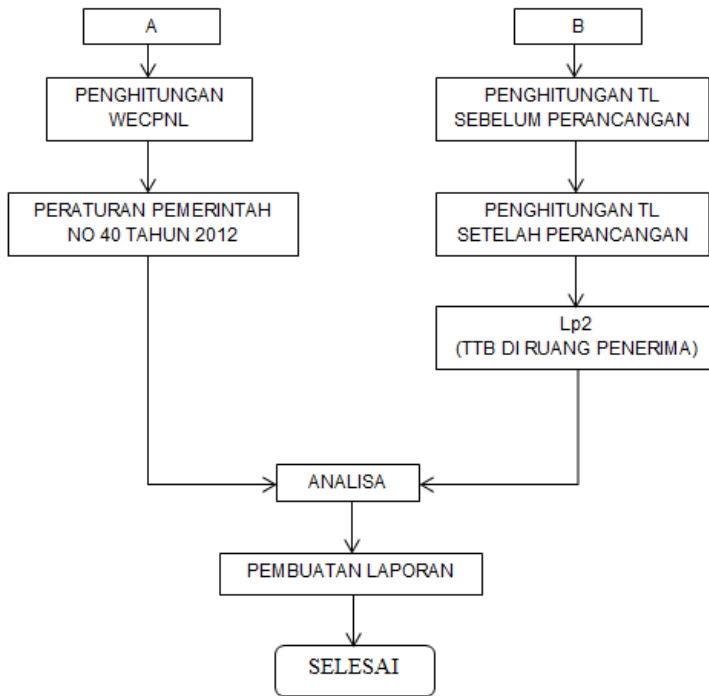 A
PENGHITUNGAN
WECPNL
PERATURAN PEMERINTAH
NO 40 TAHUN 2012
B
PENGHITUNGAN TL
SEBELUM PERANCANGAN
PENGHITUNGAN TL
SETELAH PERANCANGAN
Lp2
(TTB DI RUANG PENERIMA)
ANALISA
PEMBUATAN LAPORAN
SELESAI